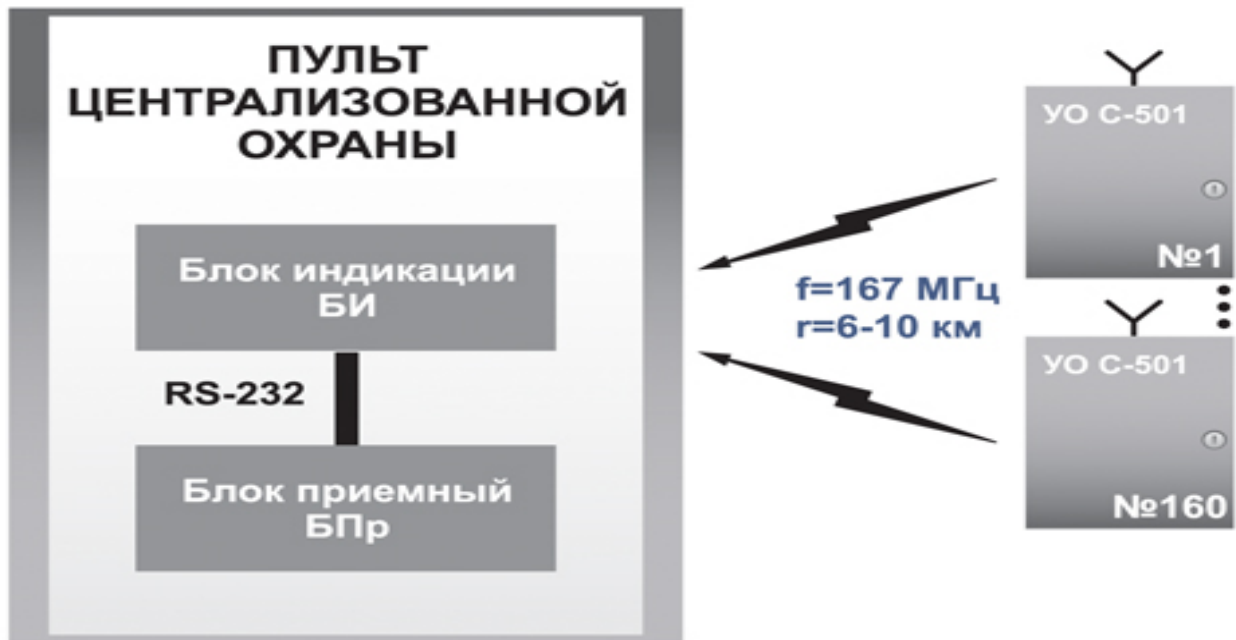 ПУЛЬТ
ЦЕНТРАЛИЗОВАННОЙ
ОХРАНЫ
Блок индикации
БИ
RS-232
Блок приемный
БПр
f=167 МГц
r=6-10 км
УО С-501
№1
УО С-501
№160